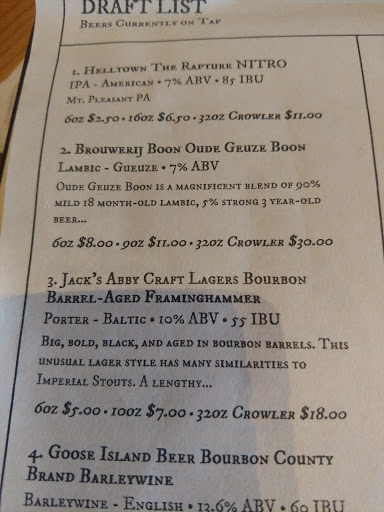 DRAFT LIST
Beers Currently on Tap
1. Helltown The Rapture NITRO
IPA - American • 7% ABV • 85 IBU
Mt. Pleasant PA
6oz $2.50 • 16oz $6.50 • 32oz Crowler $11.00
2. Brouwerij Boon Oude Geuze Boon
Lambic - Gueuze • 7% ABV
Oude Geuze Boon is a magnificent blend of 90%
mild 18 month-old lambic, 5% strong 3 year-old
beer...
6oz $8.00 • 9oz $11.00 • 32oz Crowler $30.00
3. Jack's Abby Craft Lagers Bourbon
Barrel-Aged Framinghammer
Porter - Baltic • 10% ABV • 55 IBU
Big, bold, black, and aged in bourbon barrels. This
unusual lager style has many similarities to
Imperial Stouts. A lengthy...
6oz $5.00 • 10oz $7.00 • 32oz Crowler $18.00
4. Goose Island Beer Bourbon County
Brand Barleywine
Barleywine - English • 12.6% ABV • 60 IBU